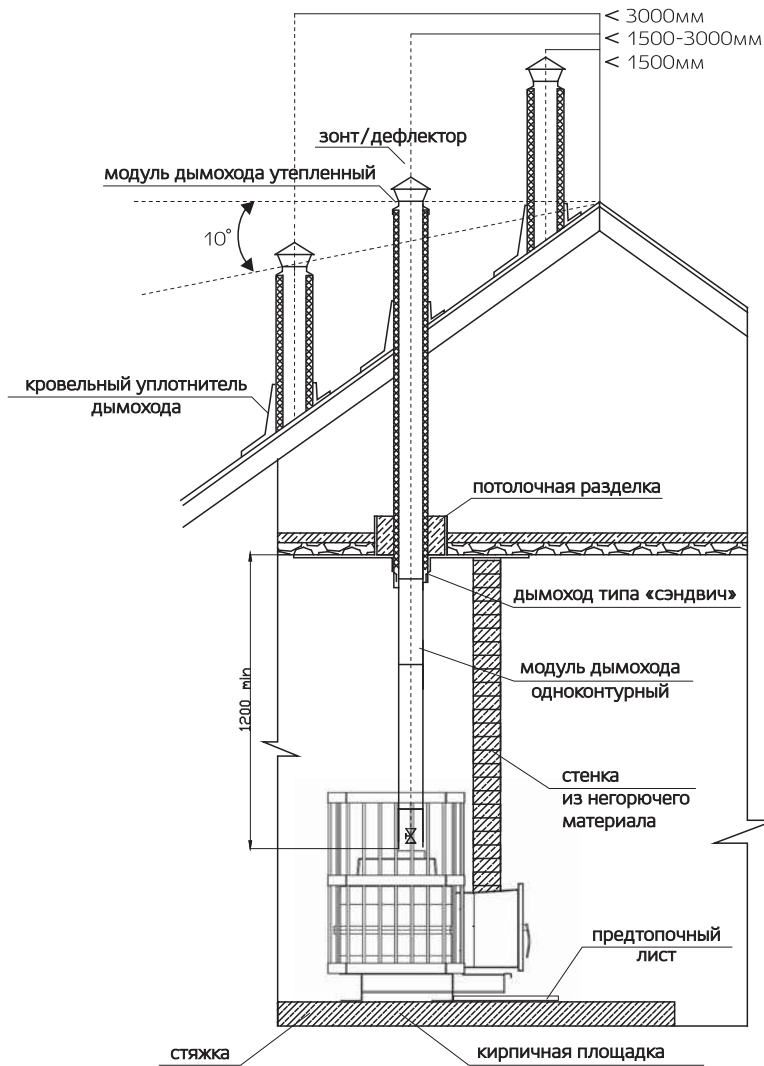 < 3000мм
< 1500-3000мм
< 1500мм
зонт/дефлектор
модуль дымохода утепленный
10°
кровельный уплотнитель
дымохода
потолочная разделка
дымоход типа «сэндвич»
модуль дымохода
одноконтурный
1200 min
стенка
из негорючего
материала
предтопочный
лист
стяжка
кирпичная площадка